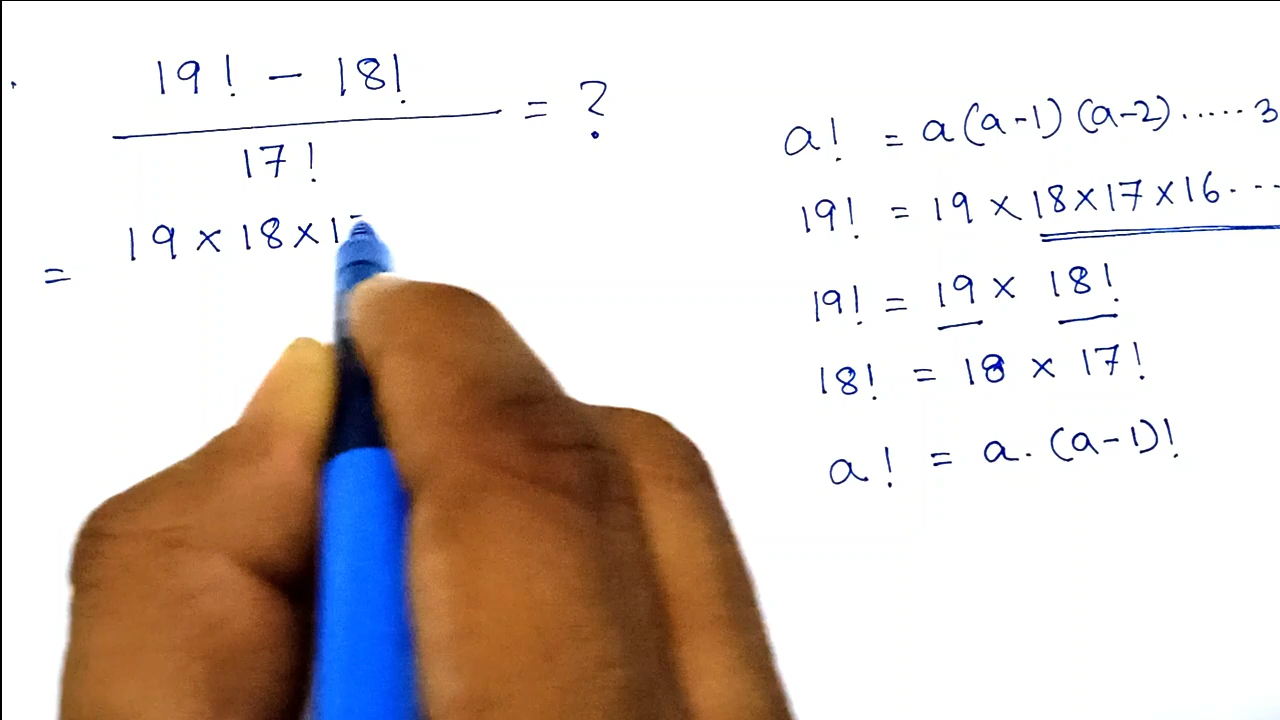 19! - 18!
17!
= ?
= 19 × 18 × 1
a! = a(a-1)(a-2).....3
19! = 19 × 18×17×16...
19! = 19 × 18!
18! = 18 × 17!
a! = a.(a-1)!